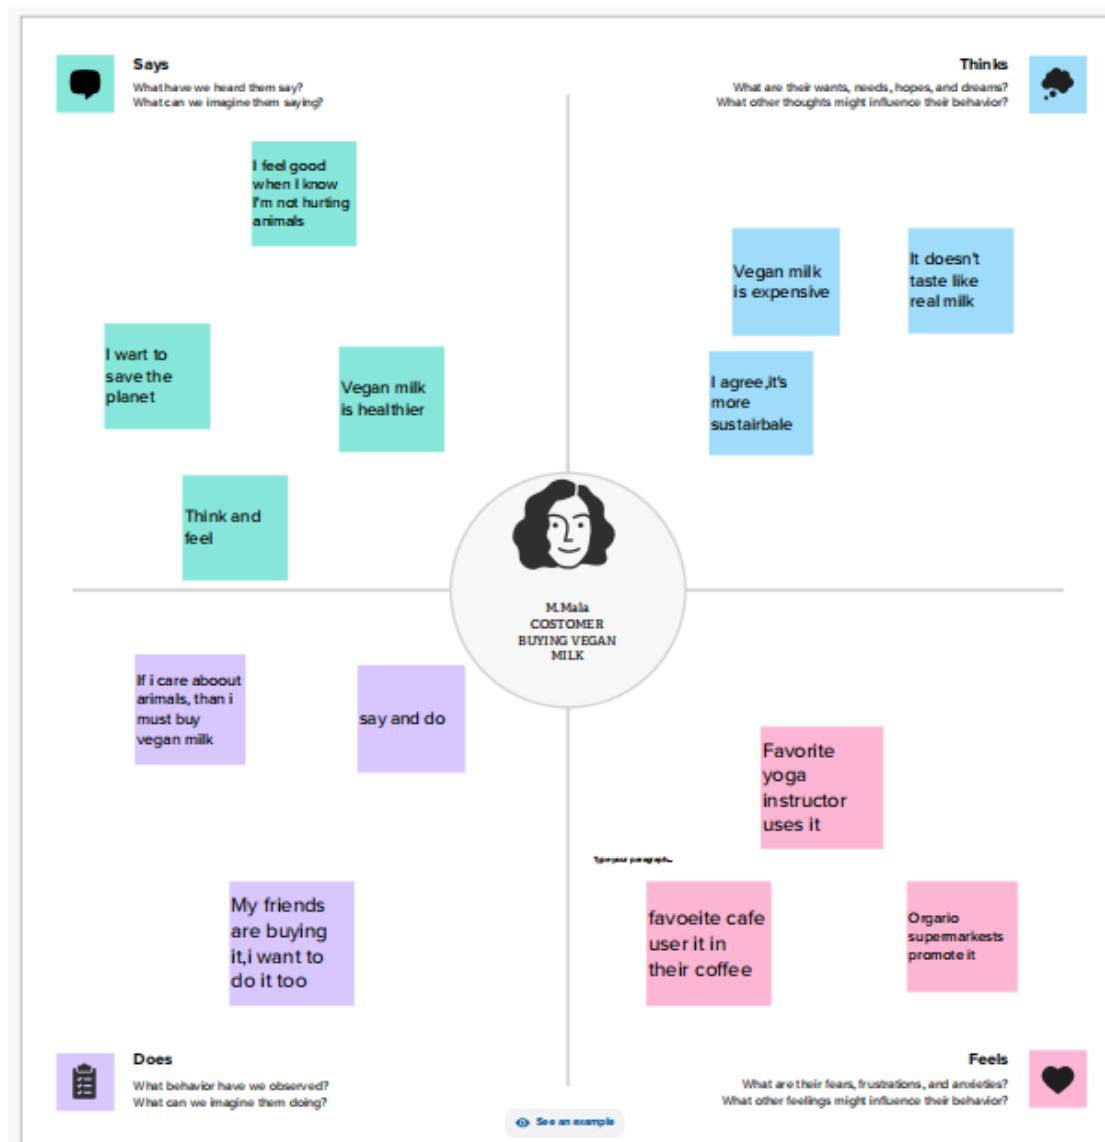 Says
What have we heard them say?
What can we imagine them saying?
Thinks
What are their wants, needs, hopes, and dreams?
What other thoughts might influence their behavior?
I feel good
when I know
I'm not hurting
animals
I wart to
save the
planet
Vegan milk
is healthier
Think and
feel
Vegan milk
is expensive
It doesn't
taste like
real milk
I agree,it's
more
sustairbale
M.Mala
COSTOMER
BUYING VEGAN
MILK
If i care aboout
arimals, than i
must buy
vegan milk
say and do
My friends
are buying
it,i want to
do it too
Favorite
yoga
instructor
uses it
Type your paragraph...
favoeite cafe
user it in
their coffee
Orgario
supermarkests
promote it
Does
What behavior have we observed?
What can we imagine them doing?
Feels
What are their fears, frustrations, and anxieties?
What other feelings might influence their behavior?
See an example